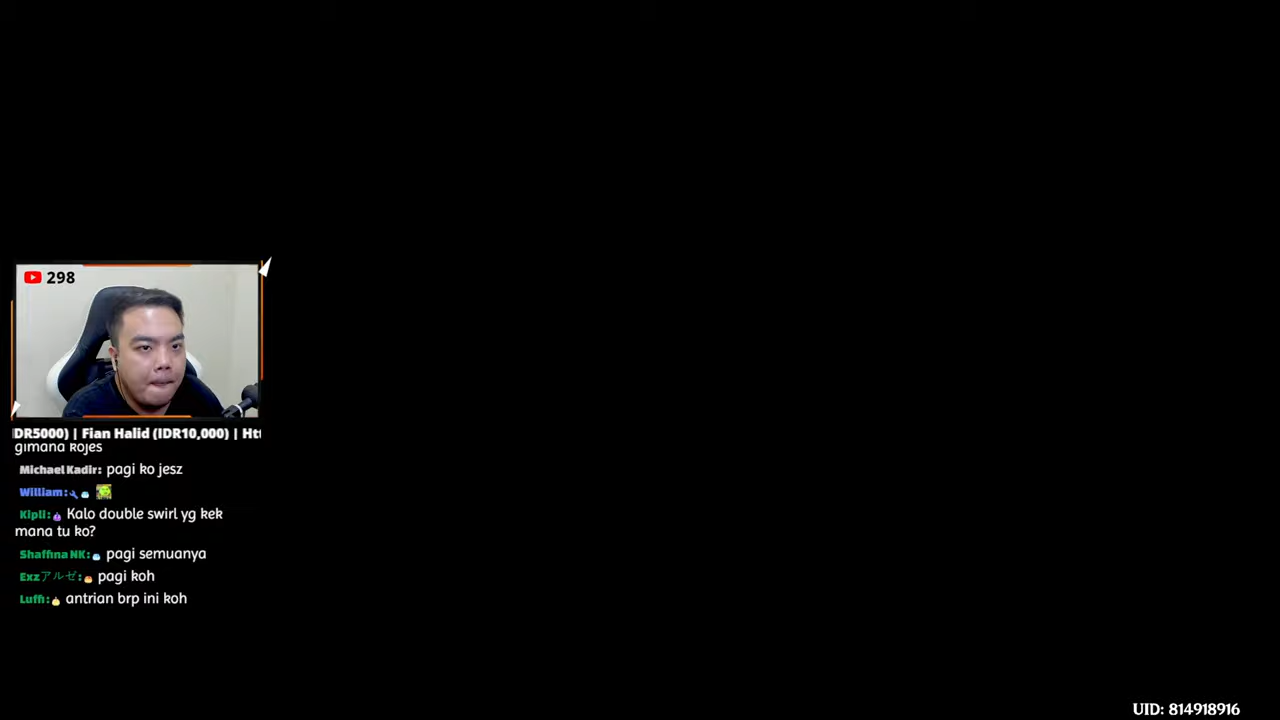 298
DR5000) | Fian Halid (IDR10,000) | Htt
gimana kojes
Michael Kadir: pagi ko jesz
William:
Kipli: Kalo double swirl yg kek
mana tu ko?
Shaffina NK: pagi semuanya
Exzアルゼ: pagi koh
Luffi: antrian brp ini koh
UID: 814918916